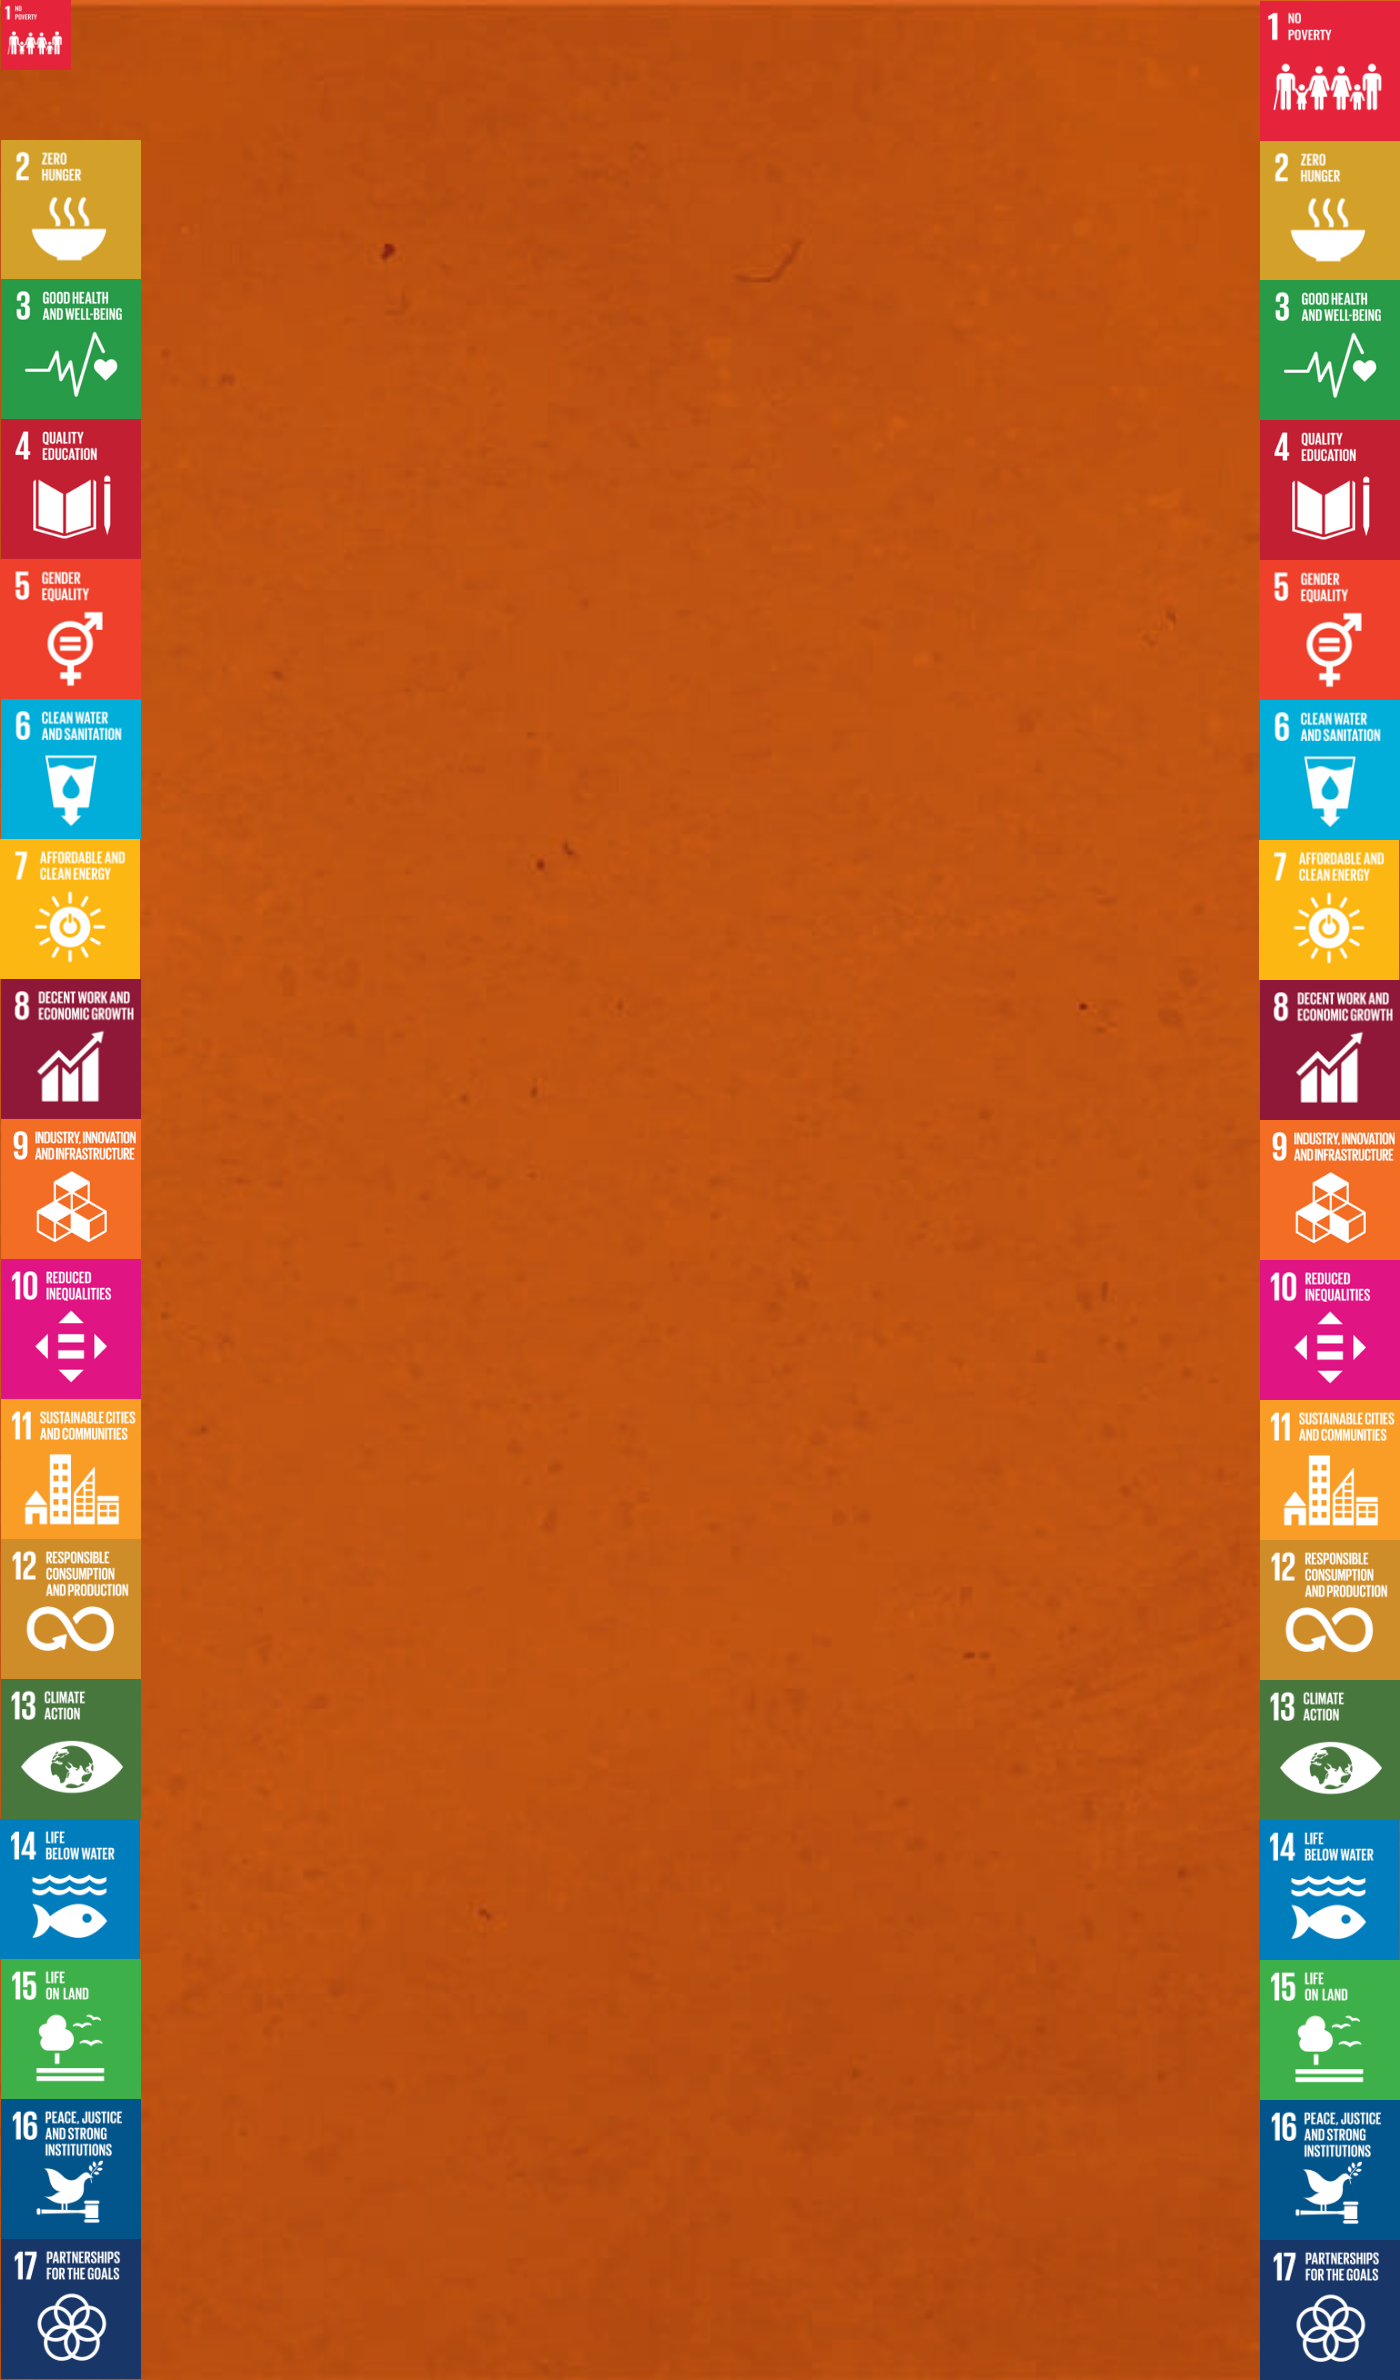 1 NO
POVERTY
2 ZERO
HUNGER
3 GOOD HEALTH
AND WELL-BEING
4 QUALITY
EDUCATION
5 GENDER
EQUALITY
6 CLEAN WATER
AND SANITATION
7 AFFORDABLE AND
CLEAN ENERGY
8 DECENT WORK AND
ECONOMIC GROWTH
9 INDUSTRY, INNOVATION
AND INFRASTRUCTURE
10 REDUCED
INEQUALITIES
11 SUSTAINABLE CITIES
AND COMMUNITIES
12 RESPONSIBLE
CONSUMPTION
AND PRODUCTION
13 CLIMATE
ACTION
14 LIFE
BELOW WATER
15 LIFE
ON LAND
16 PEACE, JUSTICE
AND STRONG
INSTITUTIONS
17 PARTNERSHIPS
FOR THE GOALS
1 NO
POVERTY
2 ZERO
HUNGER
3 GOOD HEALTH
AND WELL-BEING
4 QUALITY
EDUCATION
5 GENDER
EQUALITY
6 CLEAN WATER
AND SANITATION
7 AFFORDABLE AND
CLEAN ENERGY
8 DECENT WORK AND
ECONOMIC GROWTH
9 INDUSTRY, INNOVATION
AND INFRASTRUCTURE
10 REDUCED
INEQUALITIES
11 SUSTAINABLE CITIES
AND COMMUNITIES
12 RESPONSIBLE
CONSUMPTION
AND PRODUCTION
13 CLIMATE
ACTION
14 LIFE
BELOW WATER
15 LIFE
ON LAND
16 PEACE, JUSTICE
AND STRONG
INSTITUTIONS
17 PARTNERSHIPS
FOR THE GOALS